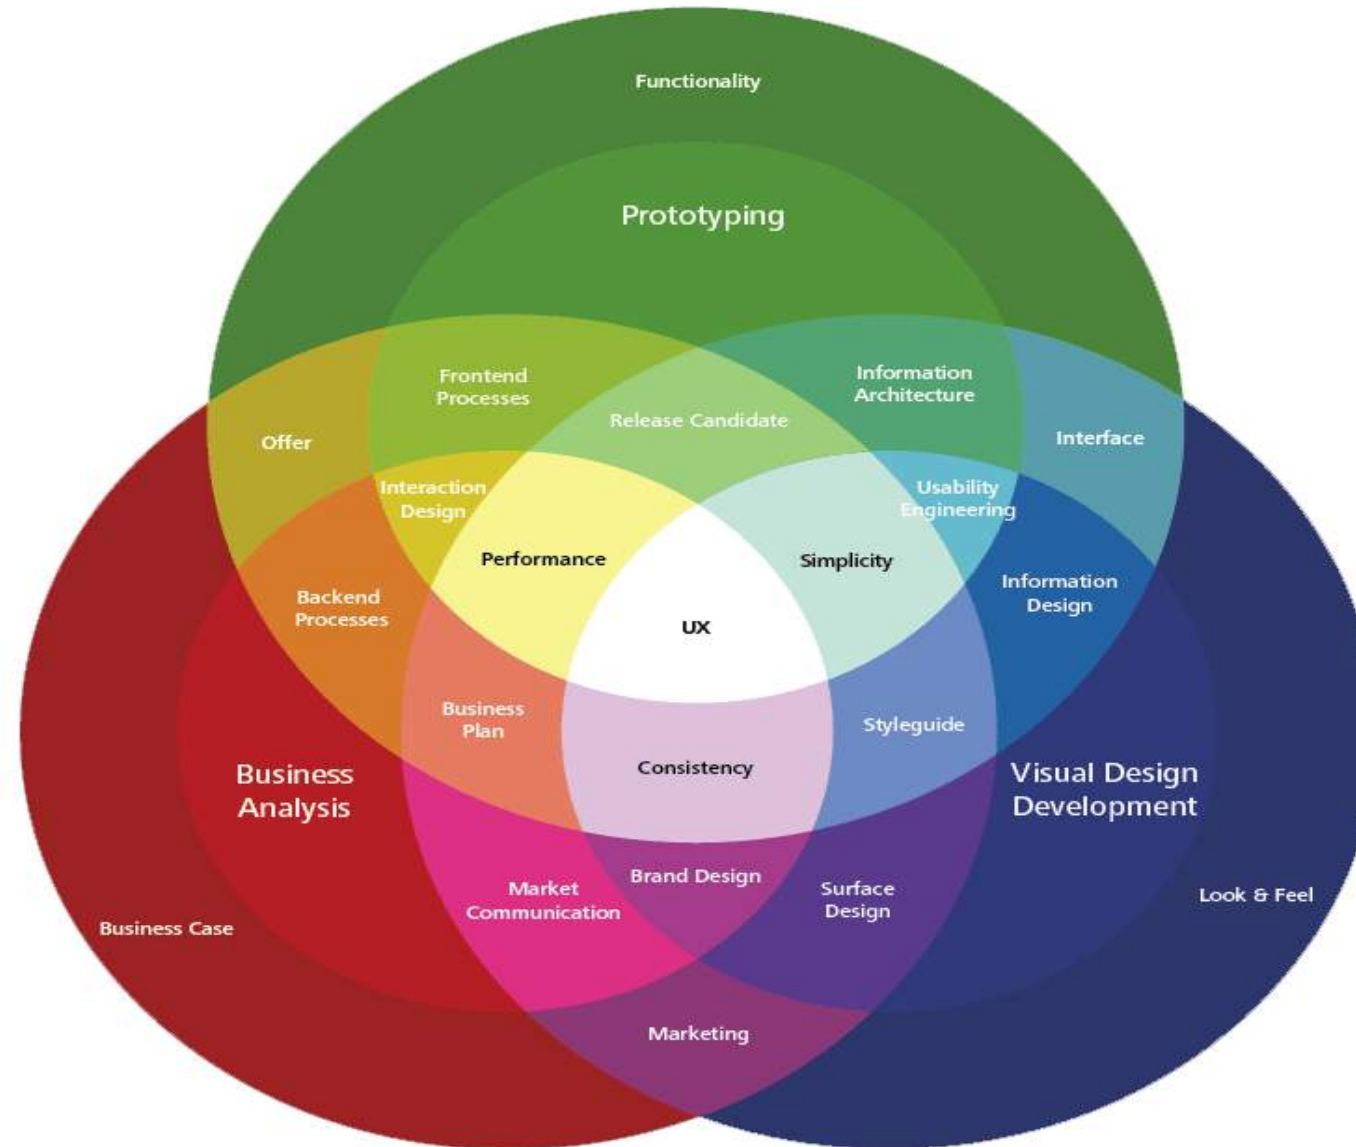 Functionality
Prototyping
Frontend
Processes
Information
Architecture
Release Candidate
Offer
Interface
Interaction
Design
Usability
Engineering
Performance
Simplicity
Backend
Processes
Information
Design
UX
Business
Plan
Styleguide
Consistency
Business
Analysis
Visual Design
Development
Brand Design
Market
Communication
Surface
Design
Look & Feel
Business Case
Marketing